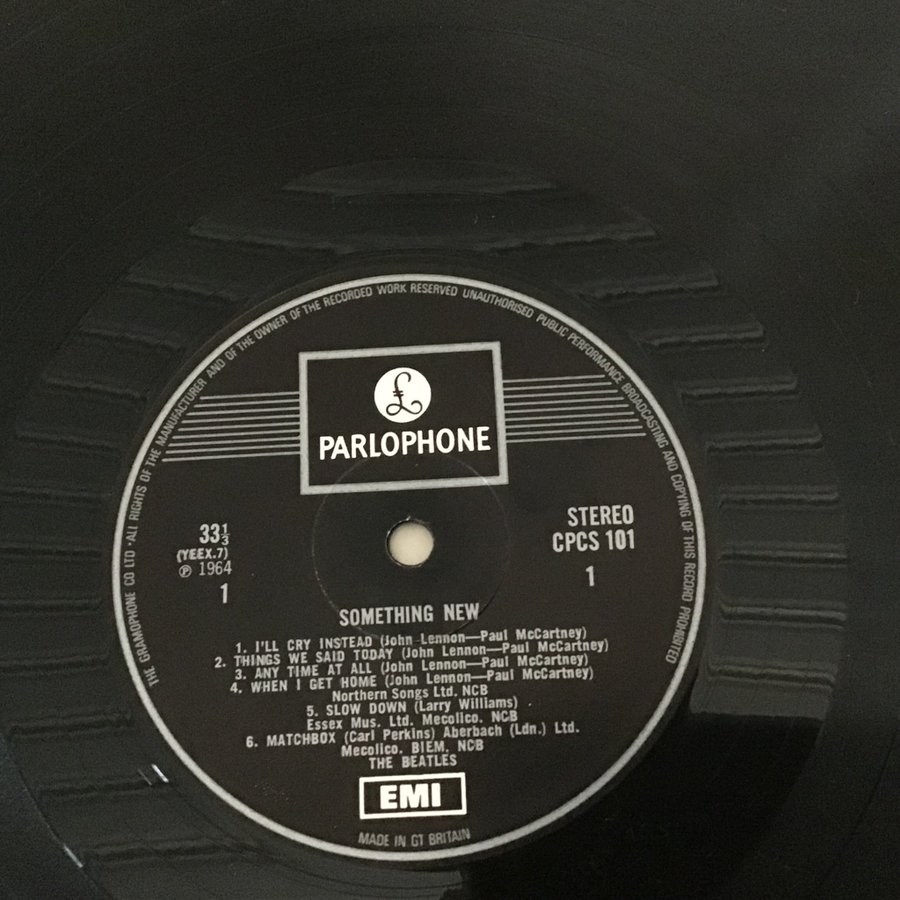 THE GRAMOPHONE CO LTD · ALL RIGHTS OF THE MANUFACTURER AND OF THE OWNER OF THE RECORDED WORK RESERVED UNAUTHORISED PUBLIC PERFORMANCE BROADCASTING AND COPYING OF THIS RECORD PROHIBITED
£
PARLOPHONE
33⅓
(YEEX.7)
℗ 1964
1
STEREO
CPCS 101
1
SOMETHING NEW
1. I'LL CRY INSTEAD (John Lennon—Paul McCartney)
2. THINGS WE SAID TODAY (John Lennon—Paul McCartney)
3. ANY TIME AT ALL (John Lennon—Paul McCartney)
4. WHEN I GET HOME (John Lennon—Paul McCartney)
Northern Songs Ltd. NCB
5. SLOW DOWN (Larry Williams)
Essex Mus. Ltd. Mecolico. NCB
6. MATCHBOX (Carl Perkins) Aberbach (Ldn.) Ltd.
Mecolico. BIEM, NCB
THE BEATLES
EMI
MADE IN GT BRITAIN